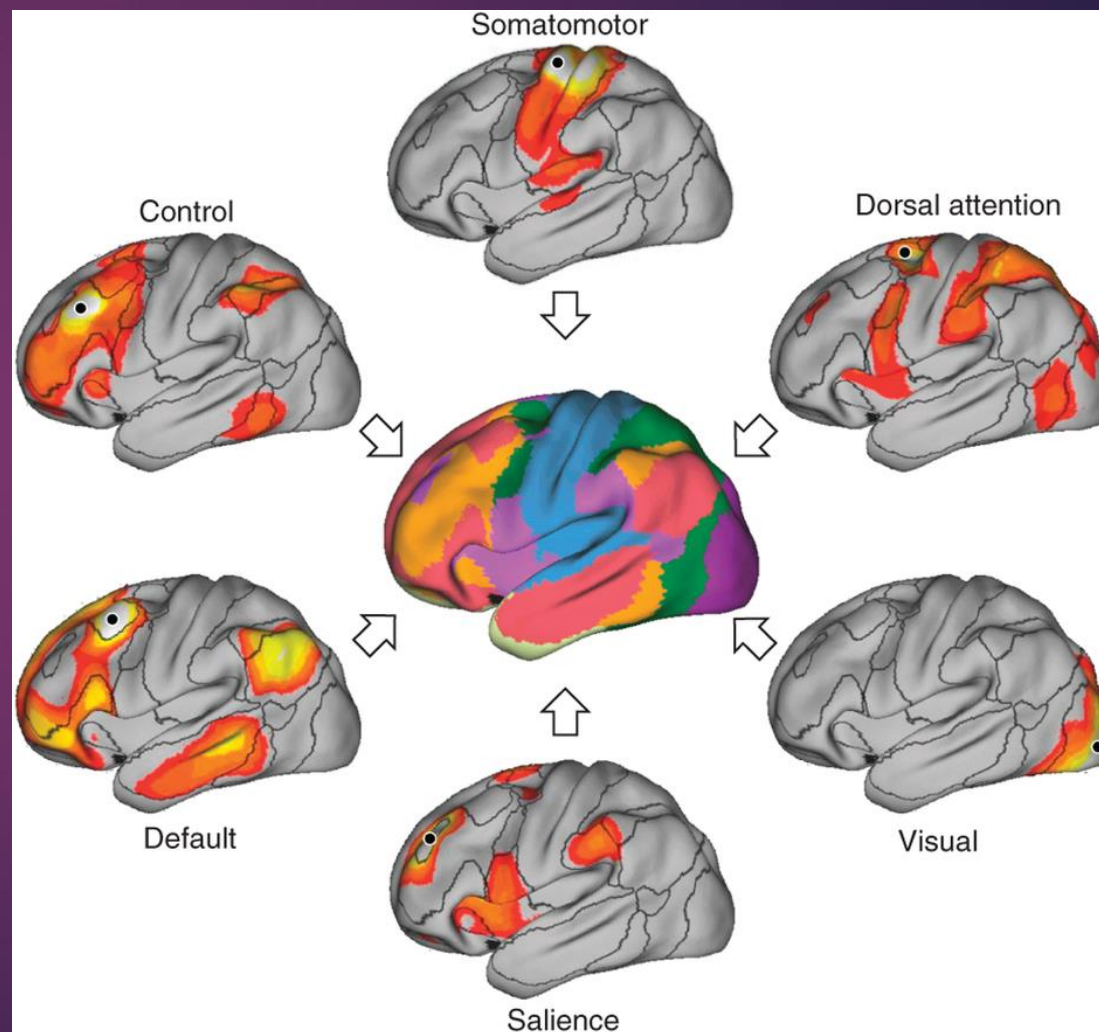 Somatomotor
Control
Dorsal attention
Default
Visual
Salience